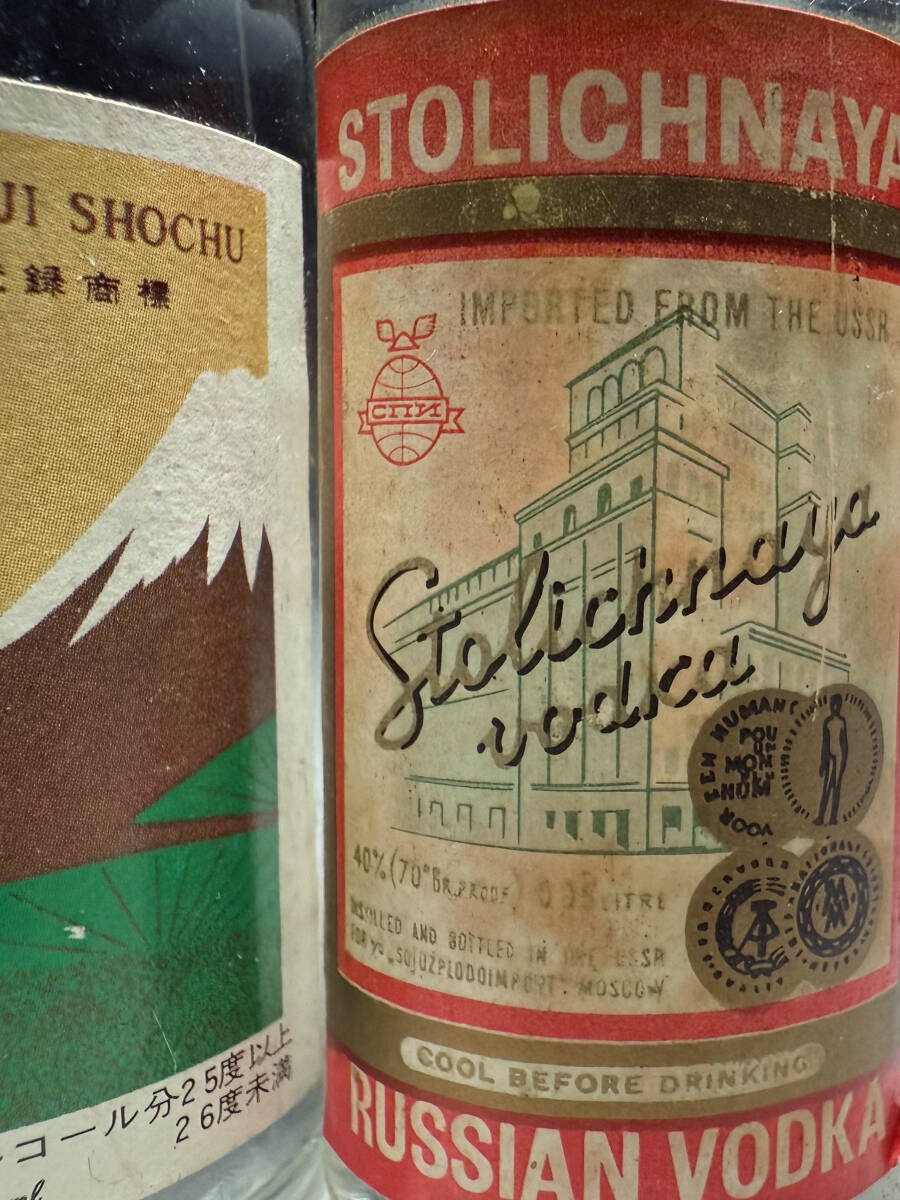 UJI SHOCHU
録商標
コール分25度以上
26度未満
STOLICHNAYA
IMPORTED FROM THE USSR
СПИ
Stolichnaya
vodka
40% (70° BR. PROOF)
LITRE
DISTILLED AND BOTTLED IN THE USSR
FOR V/O „SOJUZPLODOIMPORT", MOSCOW
COOL BEFORE DRINKING
RUSSIAN VODKA